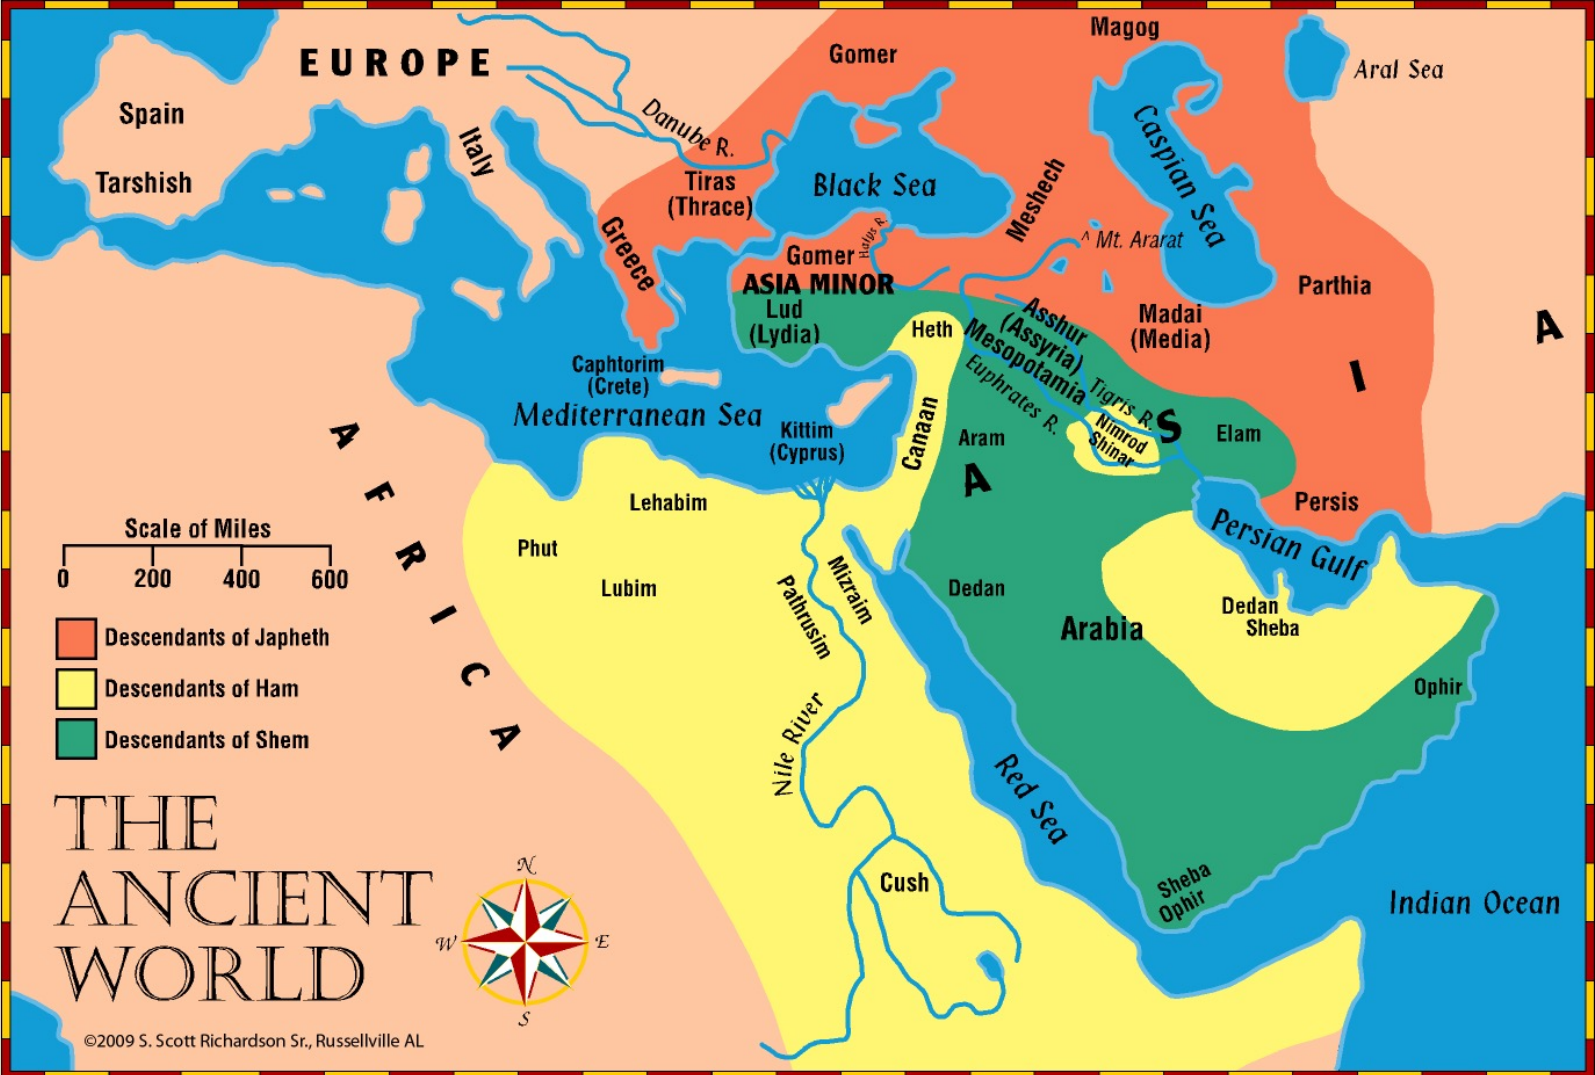 EUROPE
Spain
Tarshish
Italy
Danube R.
Gomer
Magog
Aral Sea
Caspian Sea
Black Sea
Tiras
(Thrace)
Greece
Meshech
^ Mt. Ararat
Gomer
Halys R.
ASIA MINOR
Lud
(Lydia)
Heth
Asshur
(Assyria)
Mesopotamia
Madai
(Media)
Parthia
ASIA
Caphtorim
(Crete)
Mediterranean Sea
Kittim
(Cyprus)
Canaan
Aram
Euphrates R.
Tigris R.
Nimrod
Shinar
Elam
Persis
Persian Gulf
AFRICA
Lehabim
Phut
Lubim
Mizraim
Pathrusim
Nile River
Dedan
Arabia
Dedan
Sheba
Ophir
Red Sea
Sheba
Ophir
Cush
Indian Ocean
Scale of Miles
0 200 400 600
Descendants of Japheth
Descendants of Ham
Descendants of Shem
THE
ANCIENT
WORLD
N
W E
S
©2009 S. Scott Richardson Sr., Russellville AL